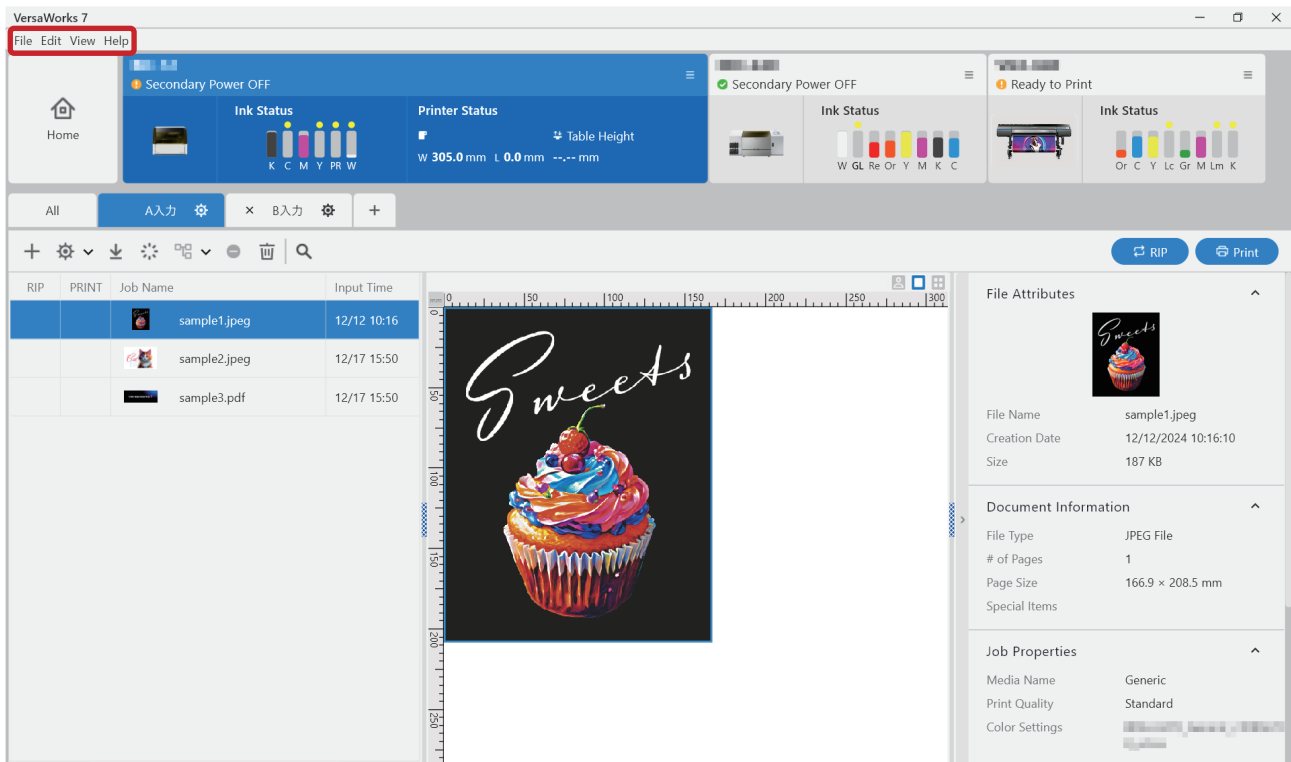 VersaWorks 7
File Edit View Help
Home
Secondary Power OFF
Ink Status
K C M Y PR W
Printer Status
Table Height
W 305.0 mm L 0.0 mm --.-- mm
Secondary Power OFF
Ink Status
W GL Re Or Y M K C
Ready to Print
Ink Status
Or C Y Lc Gr M Lm K
All
A入力
B入力
RIP
Print
RIP PRINT Job Name Input Time
sample1.jpeg 12/12 10:16
sample2.jpeg 12/17 15:50
sample3.pdf 12/17 15:50
mm 0 50 100 150 200 250 300
0
50
100
150
200
250
Sweets
File Attributes
Sweets
File Name sample1.jpeg
Creation Date 12/12/2024 10:16:10
Size 187 KB
Document Information
File Type JPEG File
# of Pages 1
Page Size 166.9 × 208.5 mm
Special Items
Job Properties
Media Name Generic
Print Quality Standard
Color Settings